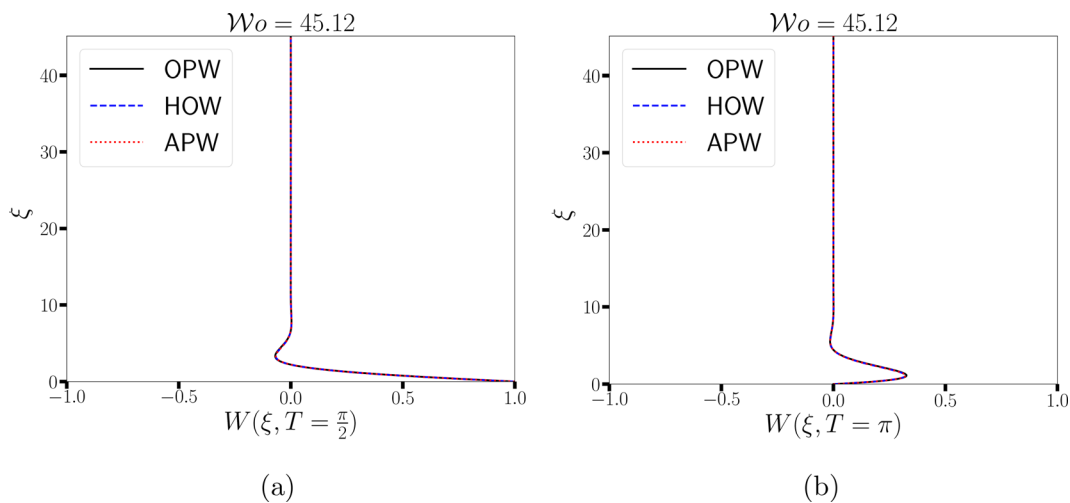 𝒲o = 45.12
OPW
HOW
APW
ξ
40
30
20
10
0
−1.0 −0.5 0.0 0.5 1.0
W(ξ, T = π/2)
(a)
𝒲o = 45.12
OPW
HOW
APW
ξ
40
30
20
10
0
−1.0 −0.5 0.0 0.5 1.0
W(ξ, T = π)
(b)